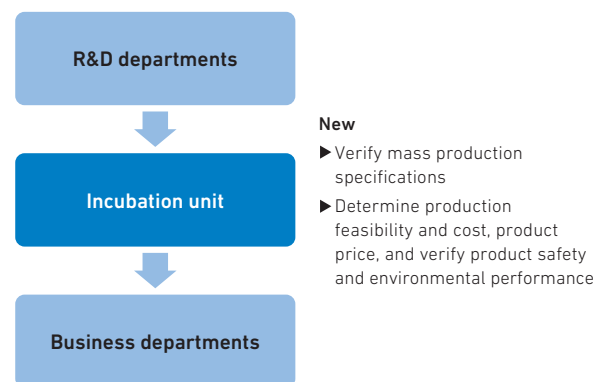 R&D departments
New
▶ Verify mass production
specifications
Incubation unit
▶ Determine production
feasibility and cost, product
price, and verify product safety
and environmental performance
Business departments